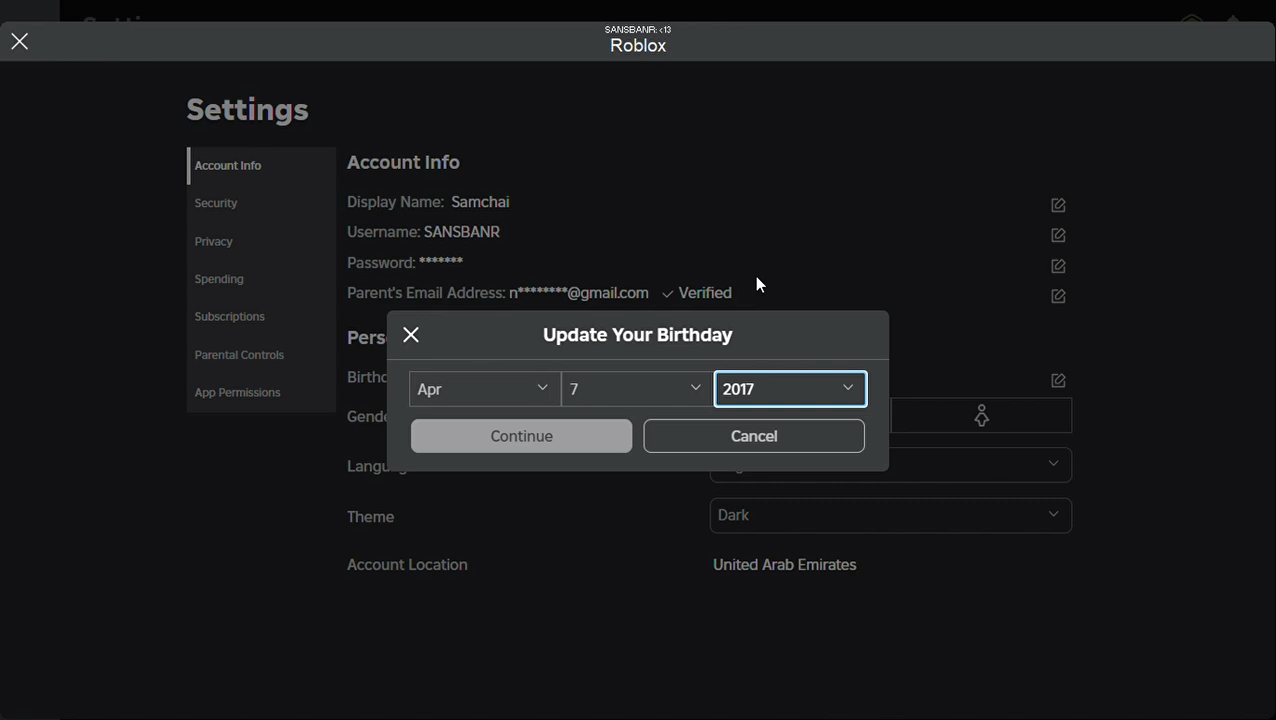 SANSBANR: <13
Roblox
Settings
Account Info
Security
Privacy
Spending
Subscriptions
Parental Controls
App Permissions
Account Info
Display Name: Samchai
Username: SANSBANR
Password: *******
Parent's Email Address: n********@gmail.com Verified
Update Your Birthday
Apr 7 2017
Continue Cancel
Theme Dark
Account Location United Arab Emirates